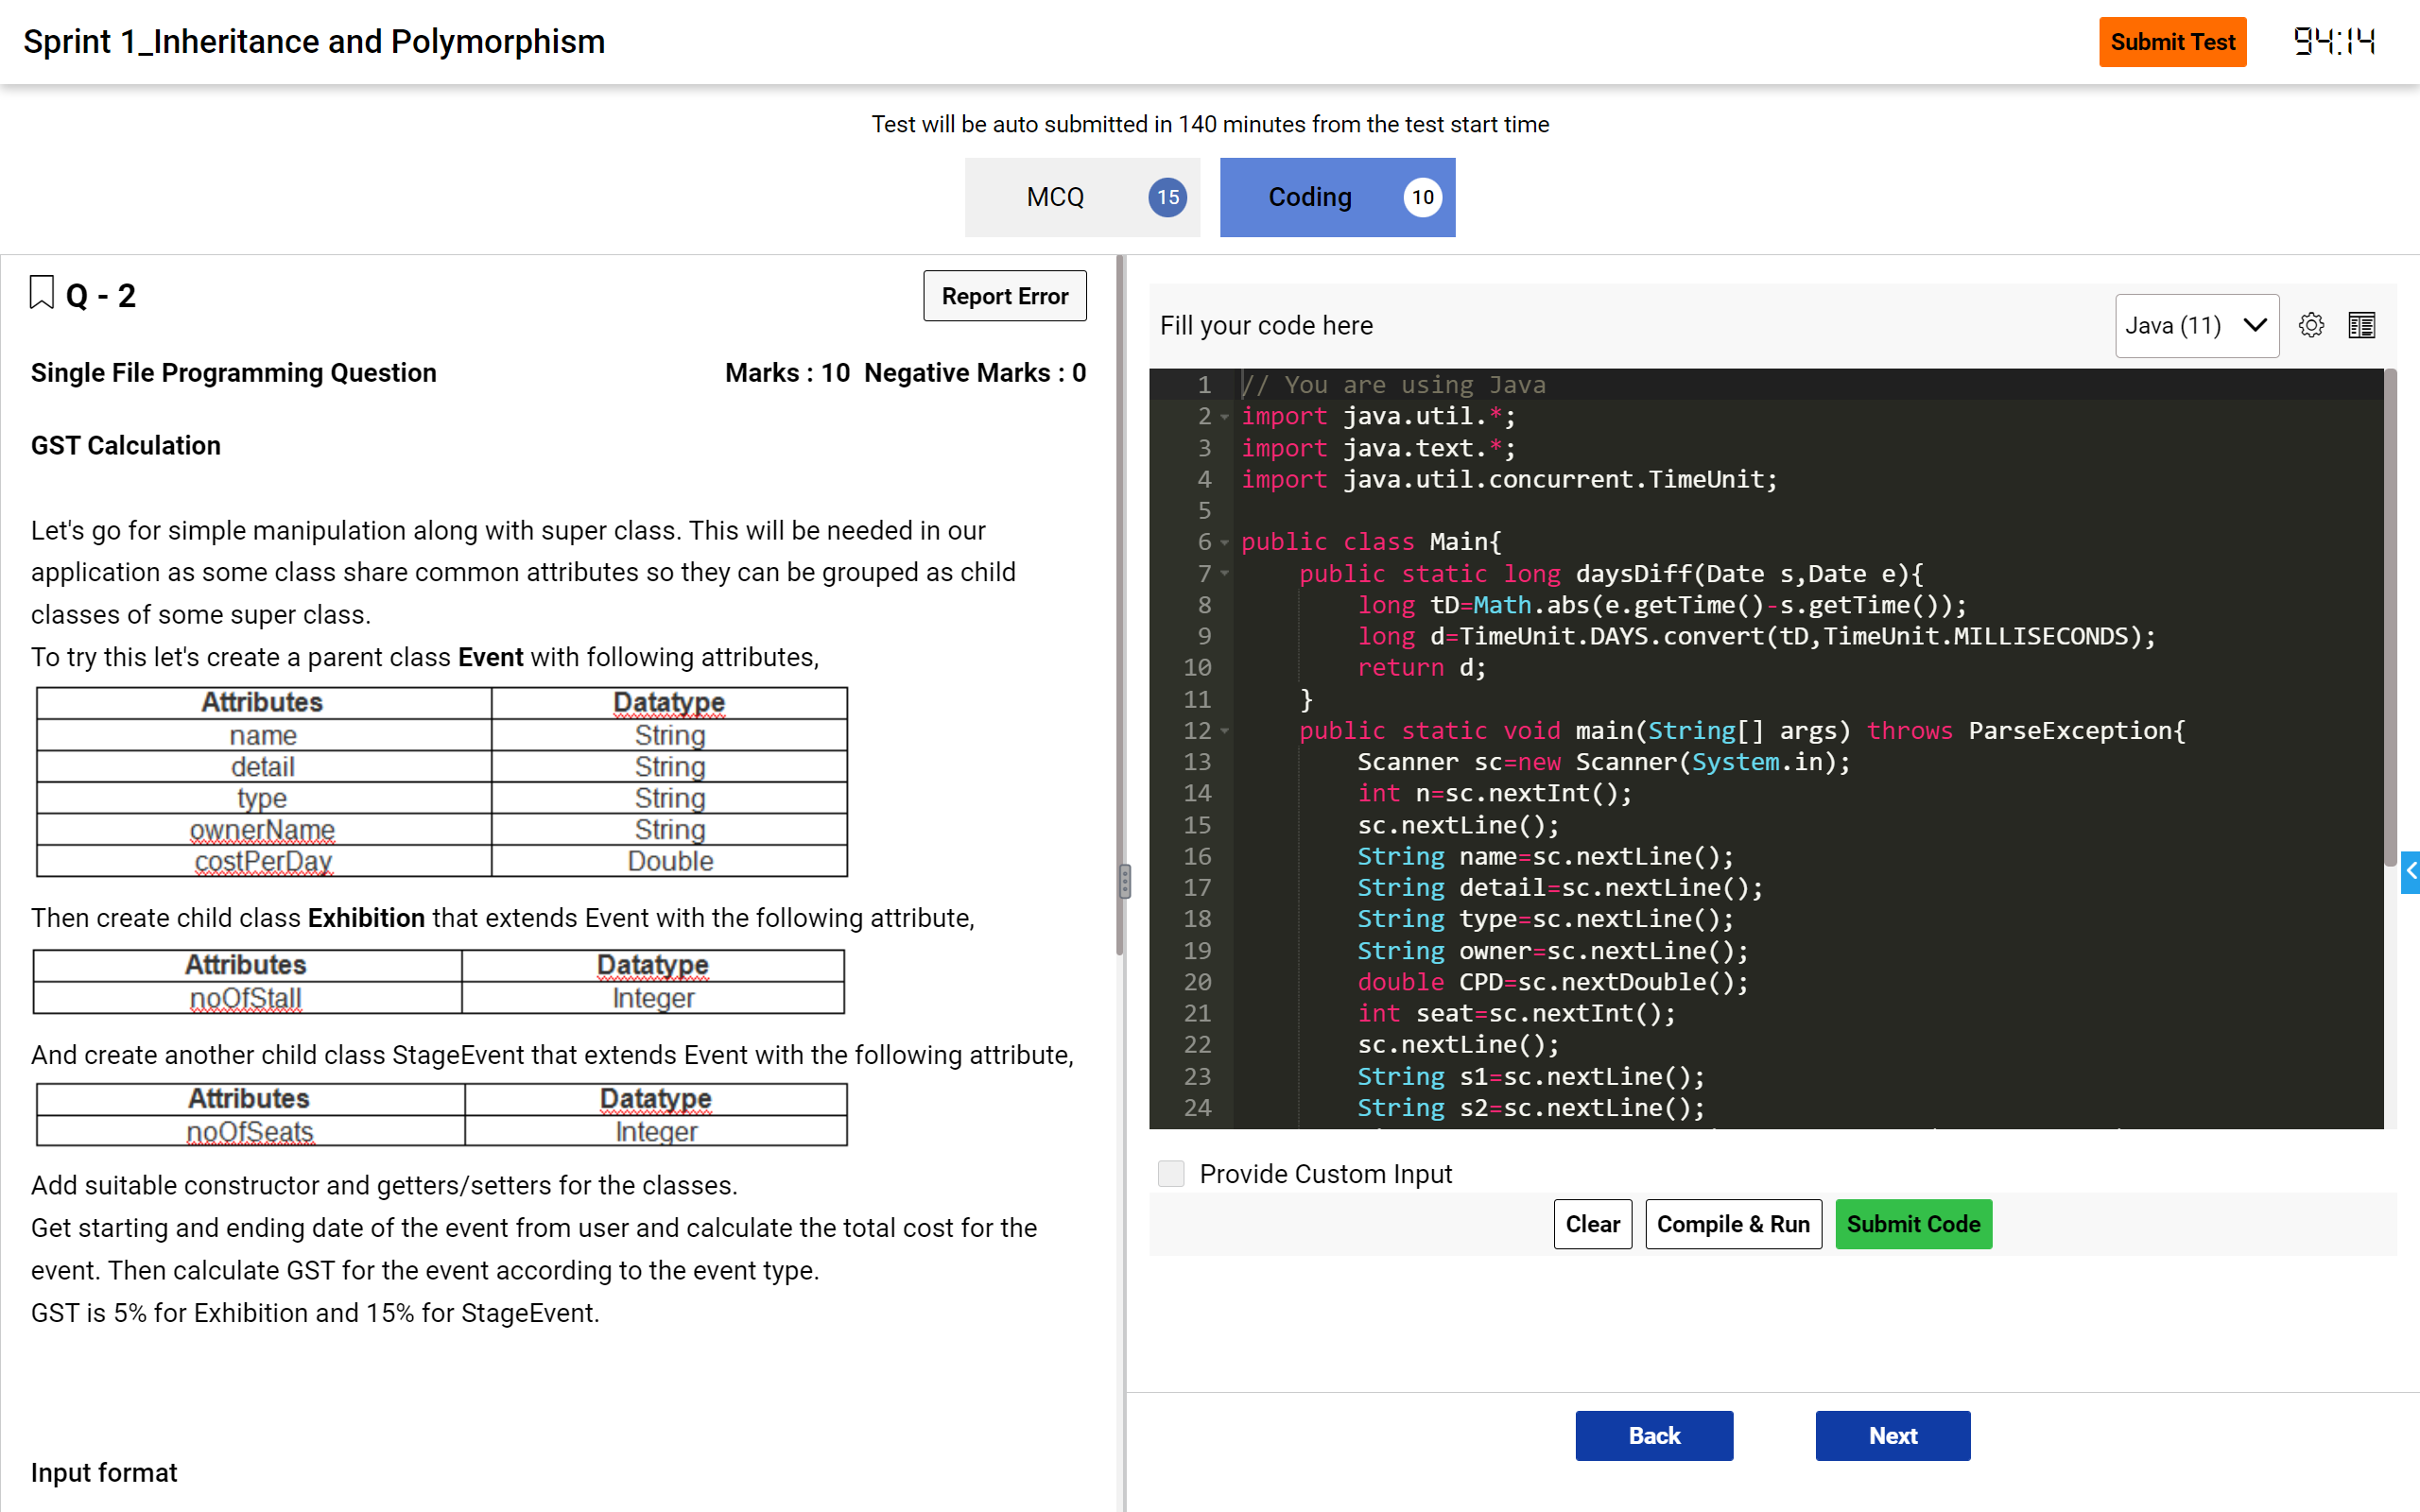 Sprint 1_Inheritance and Polymorphism
Submit Test
94:14
Test will be auto submitted in 140 minutes from the test start time
MCQ 15
Coding 10
Q - 2
Report Error
Single File Programming Question
Marks : 10 Negative Marks : 0
GST Calculation
Let's go for simple manipulation along with super class. This will be needed in our
application as some class share common attributes so they can be grouped as child
classes of some super class.
To try this let's create a parent class Event with following attributes,
Attributes Datatype
name String
detail String
type String
ownerName String
costPerDay Double
Then create child class Exhibition that extends Event with the following attribute,
Attributes Datatype
noOfStall Integer
And create another child class StageEvent that extends Event with the following attribute,
Attributes Datatype
noOfSeats Integer
Add suitable constructor and getters/setters for the classes.
Get starting and ending date of the event from user and calculate the total cost for the
event. Then calculate GST for the event according to the event type.
GST is 5% for Exhibition and 15% for StageEvent.
Input format
Fill your code here
Java (11)
1 // You are using Java
2 import java.util.*;
3 import java.text.*;
4 import java.util.concurrent.TimeUnit;
5
6 public class Main{
7 public static long daysDiff(Date s,Date e){
8 long tD=Math.abs(e.getTime()-s.getTime());
9 long d=TimeUnit.DAYS.convert(tD,TimeUnit.MILLISECONDS);
10 return d;
11 }
12 public static void main(String[] args) throws ParseException{
13 Scanner sc=new Scanner(System.in);
14 int n=sc.nextInt();
15 sc.nextLine();
16 String name=sc.nextLine();
17 String detail=sc.nextLine();
18 String type=sc.nextLine();
19 String owner=sc.nextLine();
20 double CPD=sc.nextDouble();
21 int seat=sc.nextInt();
22 sc.nextLine();
23 String s1=sc.nextLine();
24 String s2=sc.nextLine();
Provide Custom Input
Clear
Compile & Run
Submit Code
Back
Next